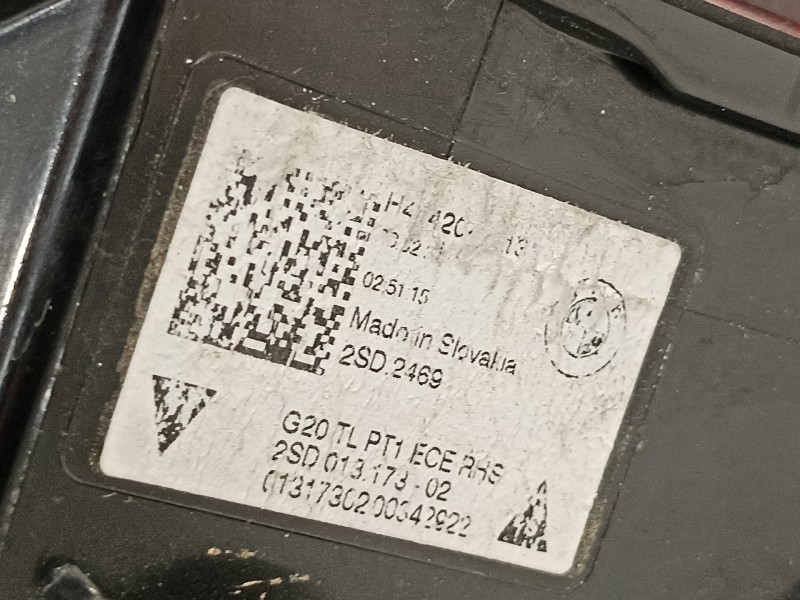 02:51:15
Made in Slovakia
2SD.2469
G20 TL PT1 ECE RHS
2SD 013.173 - 02
01317302 00342922